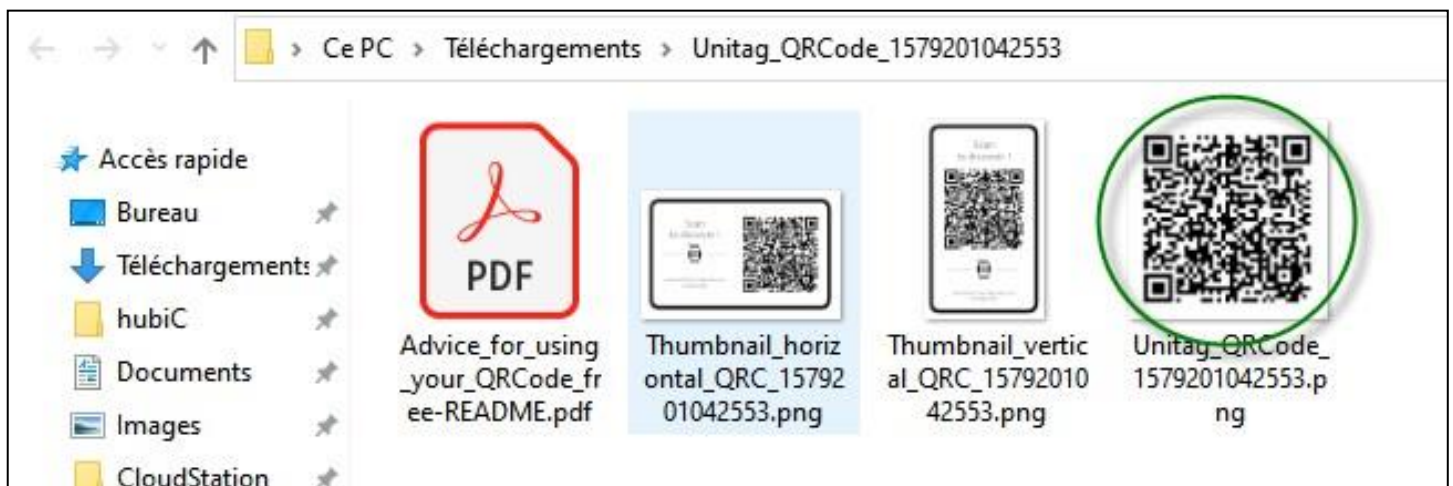 Ce PC > Téléchargements > Unitag_QRCode_1579201042553
Accès rapide
Bureau
Téléchargements
hubiC
Documents
Images
CloudStation
PDF
Advice_for_using
_your_QRCode_fr
ee-README.pdf
Thumbnail_horiz
ontal_QRC_15792
01042553.png
Thumbnail_vertic
al_QRC_15792010
42553.png
Unitag_QRCode_
1579201042553.p
ng